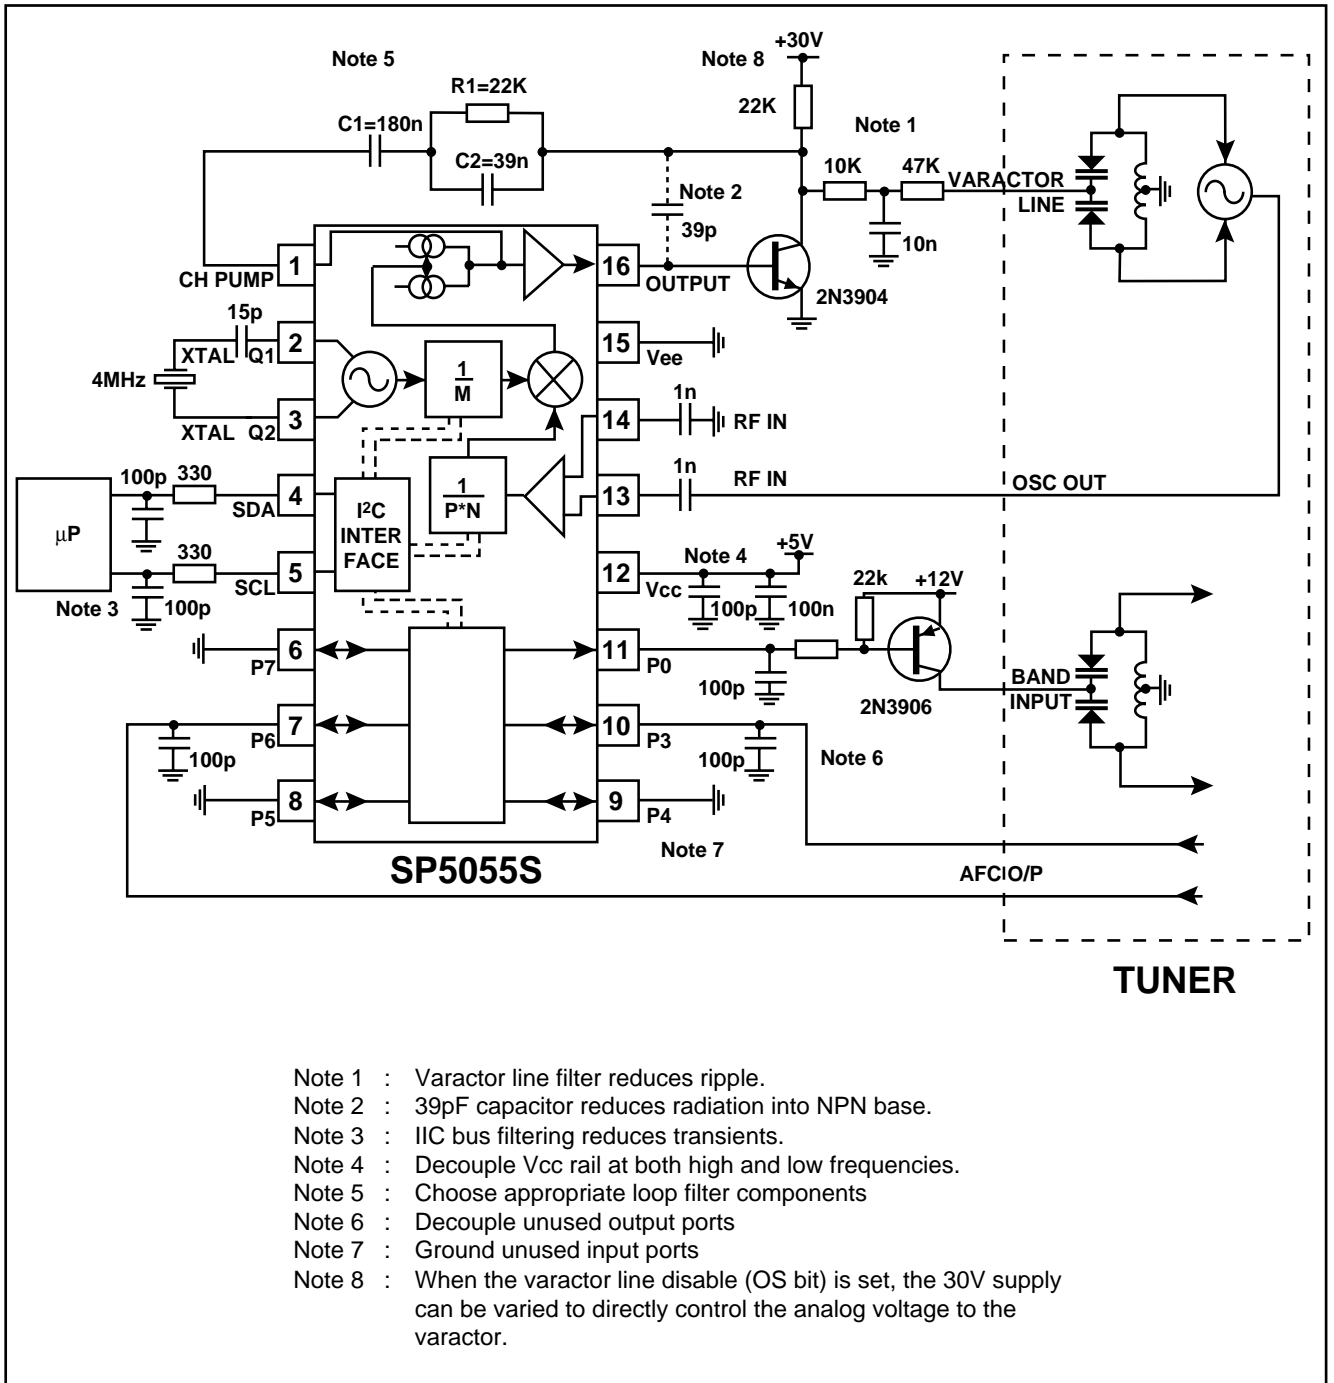 +30V
Note 5
Note 8
R1=22K
22K
C1=180n
Note 1
C2=39n
10K
47K
VARACTOR
LINE
Note 2
39p
10n
1
CH PUMP
16
OUTPUT
2N3904
15p
2
XTAL Q1
15
Vee
4MHz
1
M
1n
3
XTAL Q2
14
RF IN
100p
330
1n
RF IN
OSC OUT
4
SDA
1
P*N
13
µP
I²C
INTER
FACE
+5V
330
Note 4
5
SCL
12
Vcc
22k
+12V
Note 3
100p
100p
100n
6
P7
11
P0
BAND
INPUT
100p
2N3906
7
P6
10
P3
100p
100p
Note 6
8
P5
9
P4
Note 7
SP5055S
AFC O/P
TUNER
Note 1 : Varactor line filter reduces ripple.
Note 2 : 39pF capacitor reduces radiation into NPN base.
Note 3 : IIC bus filtering reduces transients.
Note 4 : Decouple Vcc rail at both high and low frequencies.
Note 5 : Choose appropriate loop filter components
Note 6 : Decouple unused output ports
Note 7 : Ground unused input ports
Note 8 : When the varactor line disable (OS bit) is set, the 30V supply
can be varied to directly control the analog voltage to the
varactor.